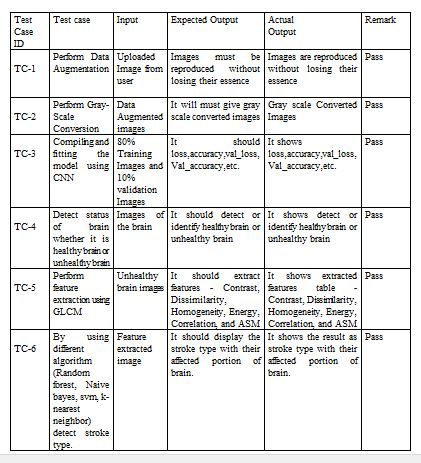 Test Case ID | Test case | Input | Expected Output | Actual Output | Remark
TC-1 | Perform Data Augmentation | Uploaded Image from user | Images must be reproduced without losing their essence | Images are reproduced without losing their essence | Pass
TC-2 | Perform Gray-Scale Conversion | Data Augmented images | It will must give gray scale converted images | Gray scale Converted Images | Pass
TC-3 | Compiling and fitting the model using CNN | 80% Training Images and 10% validation Images | It should loss,accuracy,val_loss, Val_accuracy,etc. | It shows loss,accuracy,val_loss, Val_accuracy,etc. | Pass
TC-4 | Detect status of brain whether it is healthy brain or unhealthy brain | Images of the brain | It should detect or identify healthy brain or unhealthy brain | It shows detect or identify healthy brain or unhealthy brain | Pass
TC-5 | Perform feature extraction using GLCM | Unhealthy brain images | It should extract features - Contrast, Dissimilarity, Homogeneity, Energy, Correlation, and ASM | It shows extracted features table - Contrast, Dissimilarity, Homogeneity, Energy, Correlation, and ASM | Pass
TC-6 | By using different algorithm (Random forest, Naive bayes, svm, k-nearest neighbor) detect stroke type. | Feature extracted image | It should display the stroke type with their affected portion of brain. | It shows the result as stroke type with their affected portion of brain. | Pass